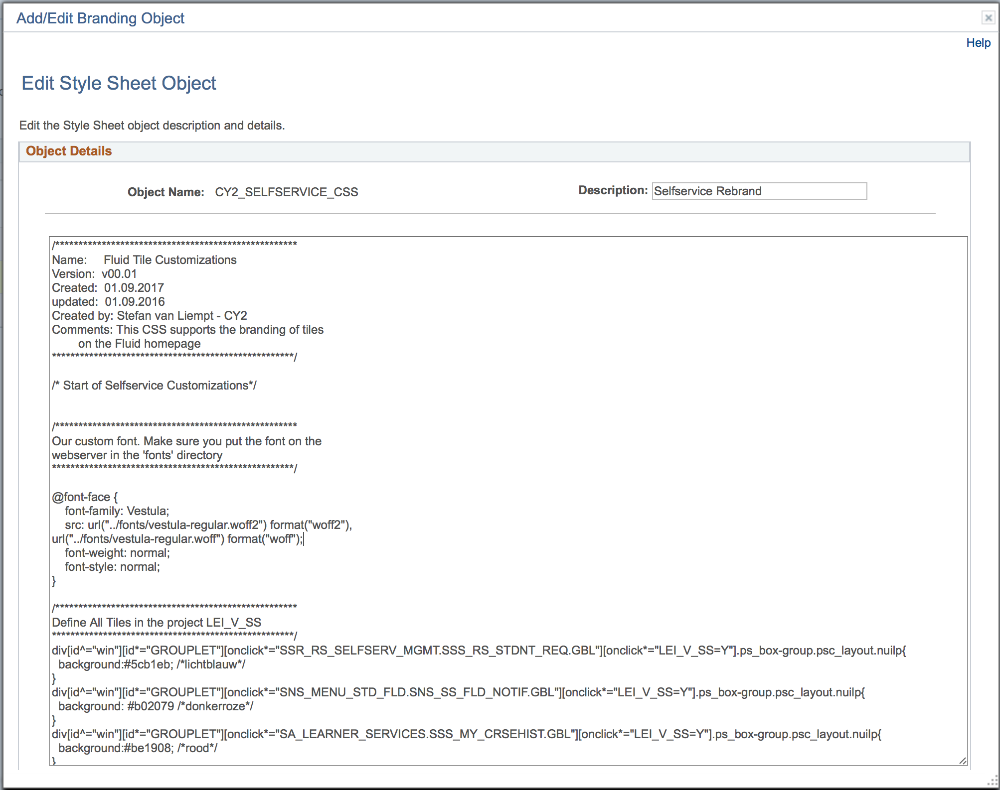 Add/Edit Branding Object
Help
Edit Style Sheet Object
Edit the Style Sheet object description and details.
Object Details
Object Name: CY2_SELFSERVICE_CSS
Description: Selfservice Rebrand
/****************************************************
Name: Fluid Tile Customizations
Version: v00.01
Created: 01.09.2017
updated: 01.09.2016
Created by: Stefan van Liempt - CY2
Comments: This CSS supports the branding of tiles
on the Fluid homepage
****************************************************/
/* Start of Selfservice Customizations*/
/****************************************************
Our custom font. Make sure you put the font on the
webserver in the 'fonts' directory
****************************************************/
@font-face {
font-family: Vestula;
src: url("../fonts/vestula-regular.woff2") format("woff2"),
url("../fonts/vestula-regular.woff") format("woff");
font-weight: normal;
font-style: normal;
}
/****************************************************
Define All Tiles in the project LEI_V_SS
****************************************************/
div[id^="win"][id*="GROUPLET"][onclick*="SSR_RS_SELFSERV_MGMT.SSS_RS_STDNT_REQ.GBL"][onclick*="LEI_V_SS=Y"].ps_box-group.psc_layout.nuilp{
background:#5cb1eb; /*lichtblauw*/
}
div[id^="win"][id*="GROUPLET"][onclick*="SNS_MENU_STD_FLD.SNS_SS_FLD_NOTIF.GBL"][onclick*="LEI_V_SS=Y"].ps_box-group.psc_layout.nuilp{
background: #b02079 /*donkerroze*/
}
div[id^="win"][id*="GROUPLET"][onclick*="SA_LEARNER_SERVICES.SSS_MY_CRSEHIST.GBL"][onclick*="LEI_V_SS=Y"].ps_box-group.psc_layout.nuilp{
background:#be1908; /*rood*/
}